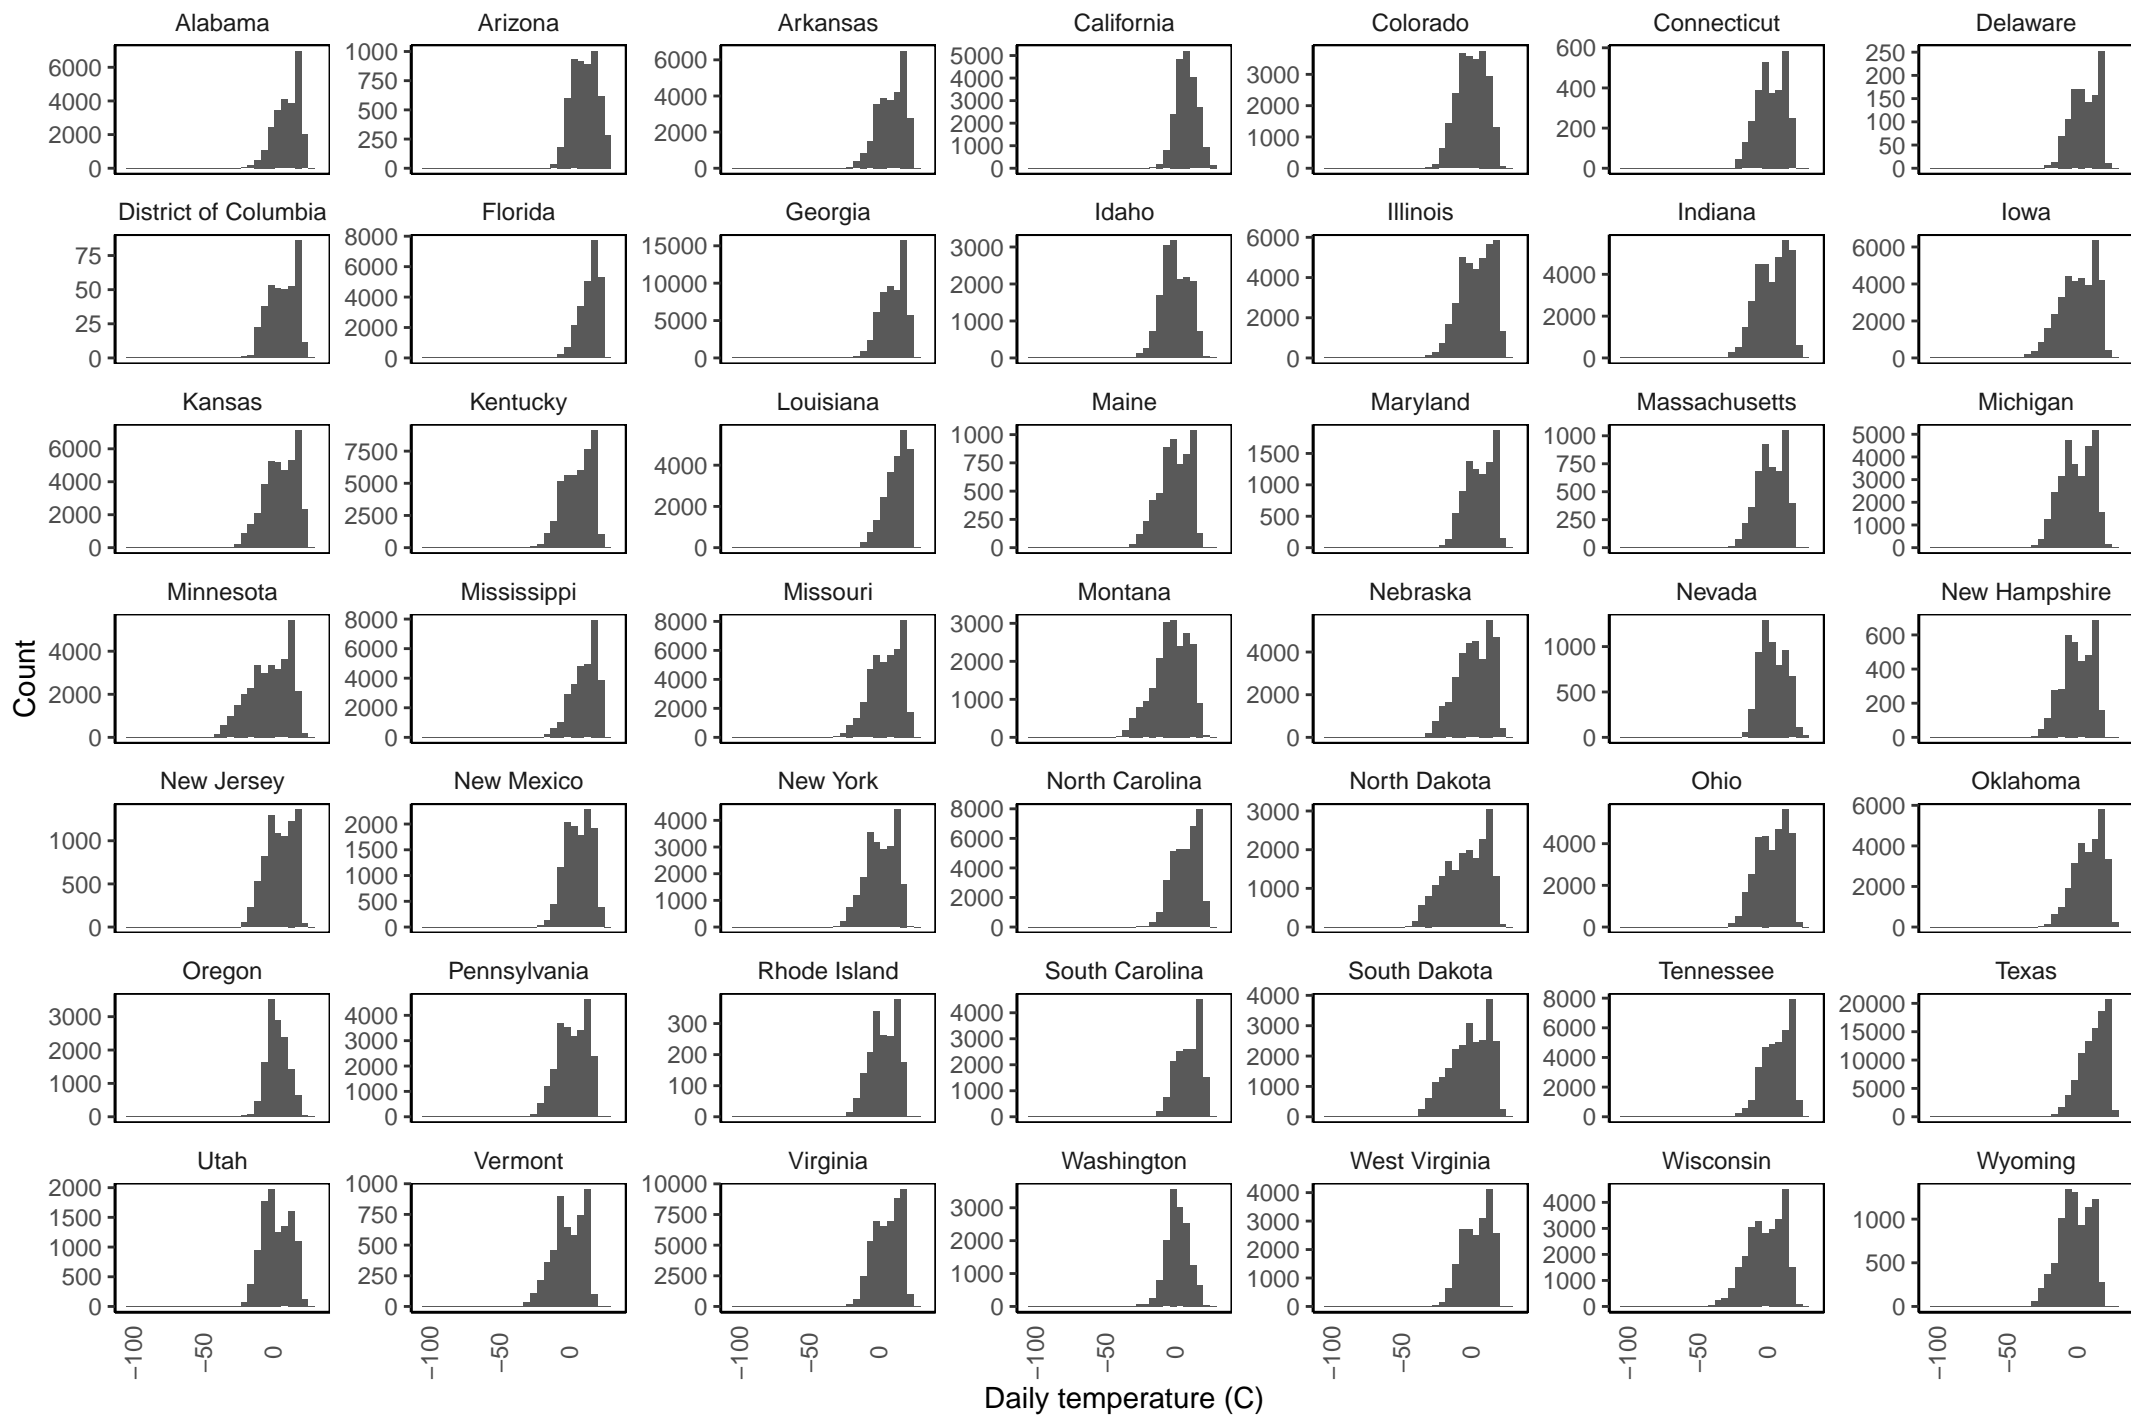 Alabama Arizona Arkansas California Colorado Connecticut Delaware
6000 4000 2000 0
1000 750 500 250 0
6000 4000 2000 0
5000 4000 3000 2000 1000 0
3000 2000 1000 0
600 400 200 0
250 200 150 100 50 0
District of Columbia Florida Georgia Idaho Illinois Indiana Iowa
75 50 25 0
8000 6000 4000 2000 0
15000 10000 5000 0
3000 2000 1000 0
6000 4000 2000 0
4000 2000 0
6000 4000 2000 0
Kansas Kentucky Louisiana Maine Maryland Massachusetts Michigan
6000 4000 2000 0
7500 5000 2500 0
4000 2000 0
1000 750 500 250 0
1500 1000 500 0
1000 750 500 250 0
5000 4000 3000 2000 1000 0
Minnesota Mississippi Missouri Montana Nebraska Nevada New Hampshire
4000 2000 0
8000 6000 4000 2000 0
8000 6000 4000 2000 0
3000 2000 1000 0
4000 2000 0
1000 500 0
600 400 200 0
Count
New Jersey New Mexico New York North Carolina North Dakota Ohio Oklahoma
1000 500 0
2000 1500 1000 500 0
4000 3000 2000 1000 0
8000 6000 4000 2000 0
3000 2000 1000 0
4000 2000 0
6000 4000 2000 0
Oregon Pennsylvania Rhode Island South Carolina South Dakota Tennessee Texas
3000 2000 1000 0
4000 3000 2000 1000 0
300 200 100 0
4000 3000 2000 1000 0
4000 3000 2000 1000 0
8000 6000 4000 2000 0
20000 15000 10000 5000 0
Utah Vermont Virginia Washington West Virginia Wisconsin Wyoming
2000 1500 1000 500 0
1000 750 500 250 0
10000 7500 5000 2500 0
3000 2000 1000 0
4000 3000 2000 1000 0
4000 3000 2000 1000 0
1000 500 0
−100 −50 0 −100 −50 0 −100 −50 0 −100 −50 0 −100 −50 0 −100 −50 0 −100 −50 0
Daily temperature (C)